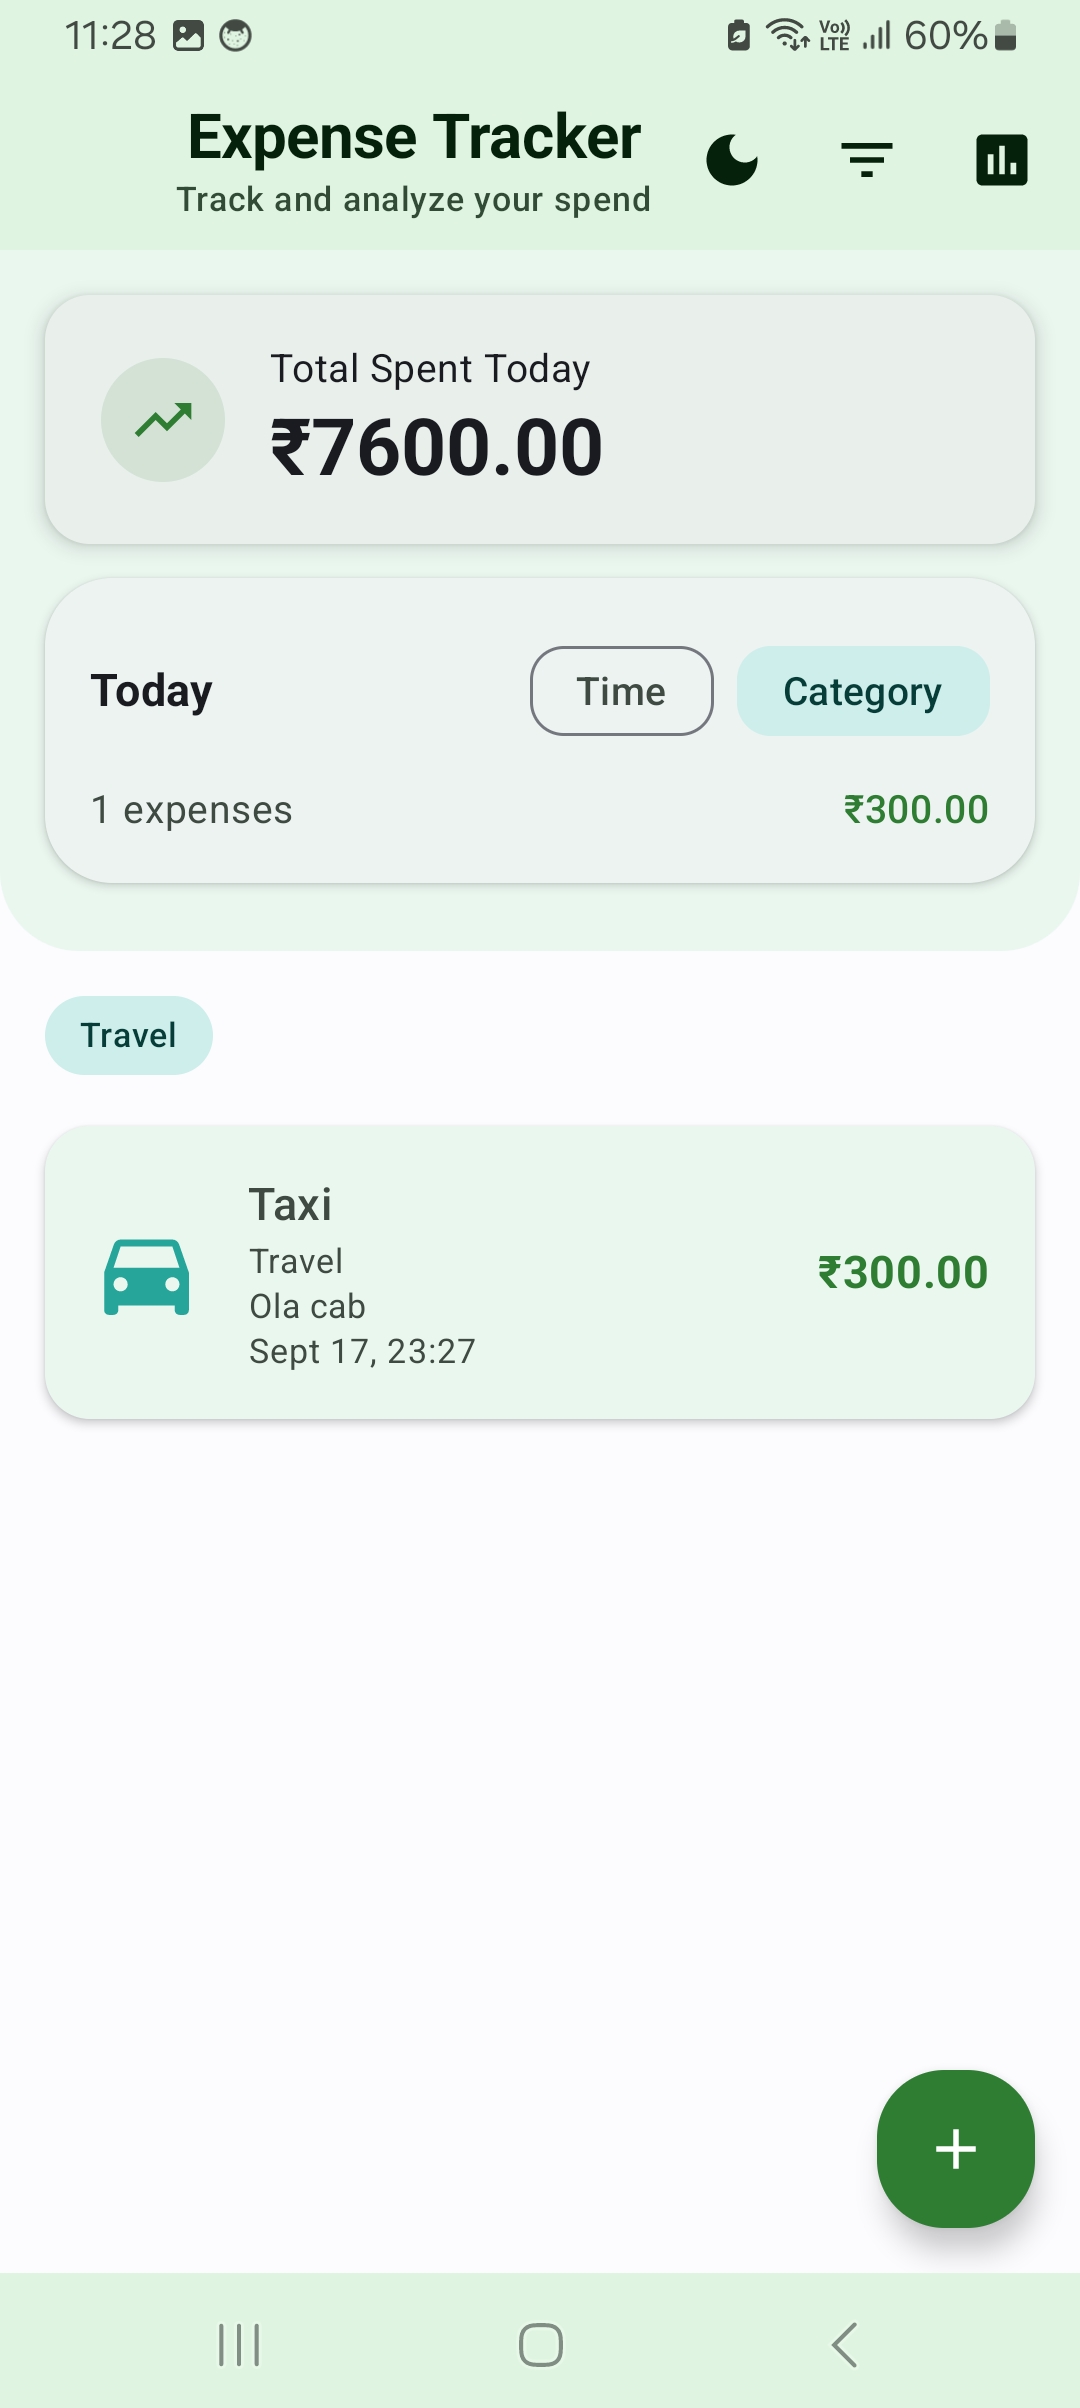 11:28
Vo))
LTE
60%
Expense Tracker
Track and analyze your spend
Total Spent Today
₹7600.00
Today
Time
Category
1 expenses
₹300.00
Travel
Taxi
Travel
Ola cab
Sept 17, 23:27
₹300.00